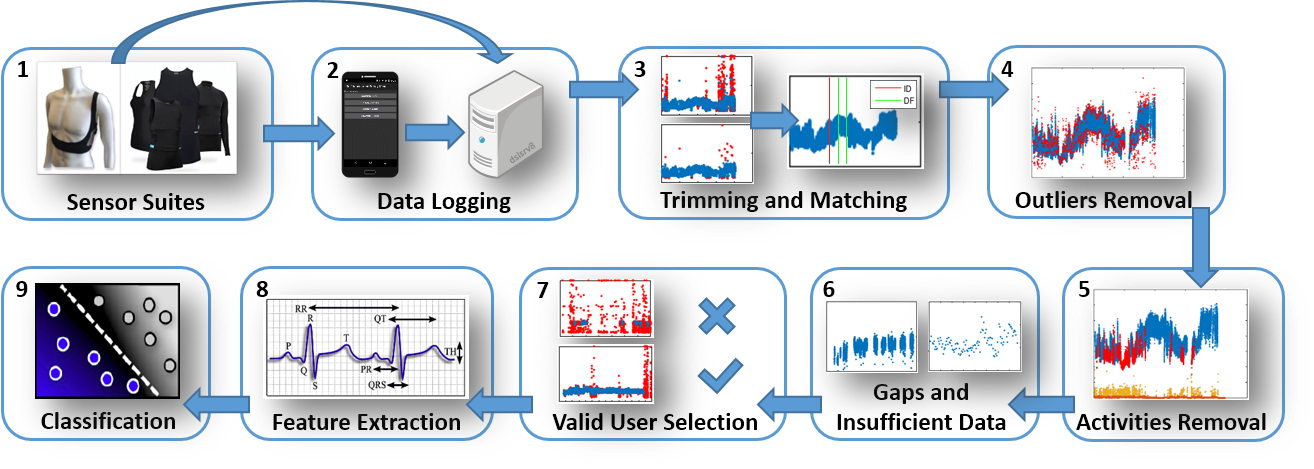 1
Sensor Suites
2
dslsrv8
Data Logging
3
ID
DF
Trimming and Matching
4
Outliers Removal
5
Activities Removal
6
Gaps and
Insufficient Data
7
Valid User Selection
8
RR
R
QT
P
T
TH
Q
PR
S
QRS
Feature Extraction
9
Classification